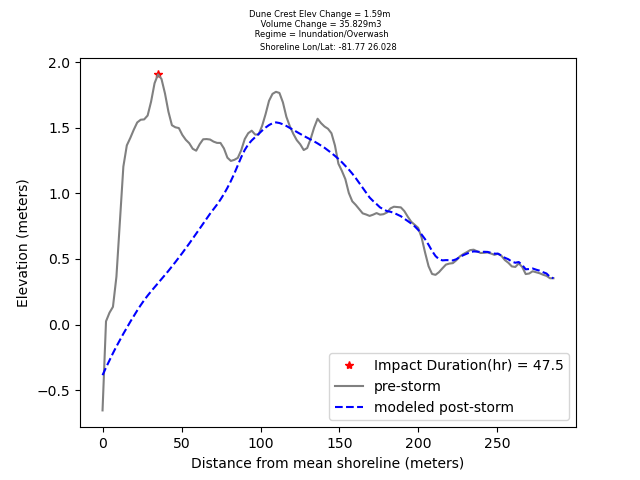 Dune Crest Elev Change = 1.59m
Volume Change = 35.829m3
Regime = Inundation/Overwash
Shoreline Lon/Lat: -81.77 26.028
2.0
1.5
1.0
0.5
0.0
−0.5
Elevation (meters)
Impact Duration(hr) = 47.5
pre-storm
modeled post-storm
0 50 100 150 200 250
Distance from mean shoreline (meters)